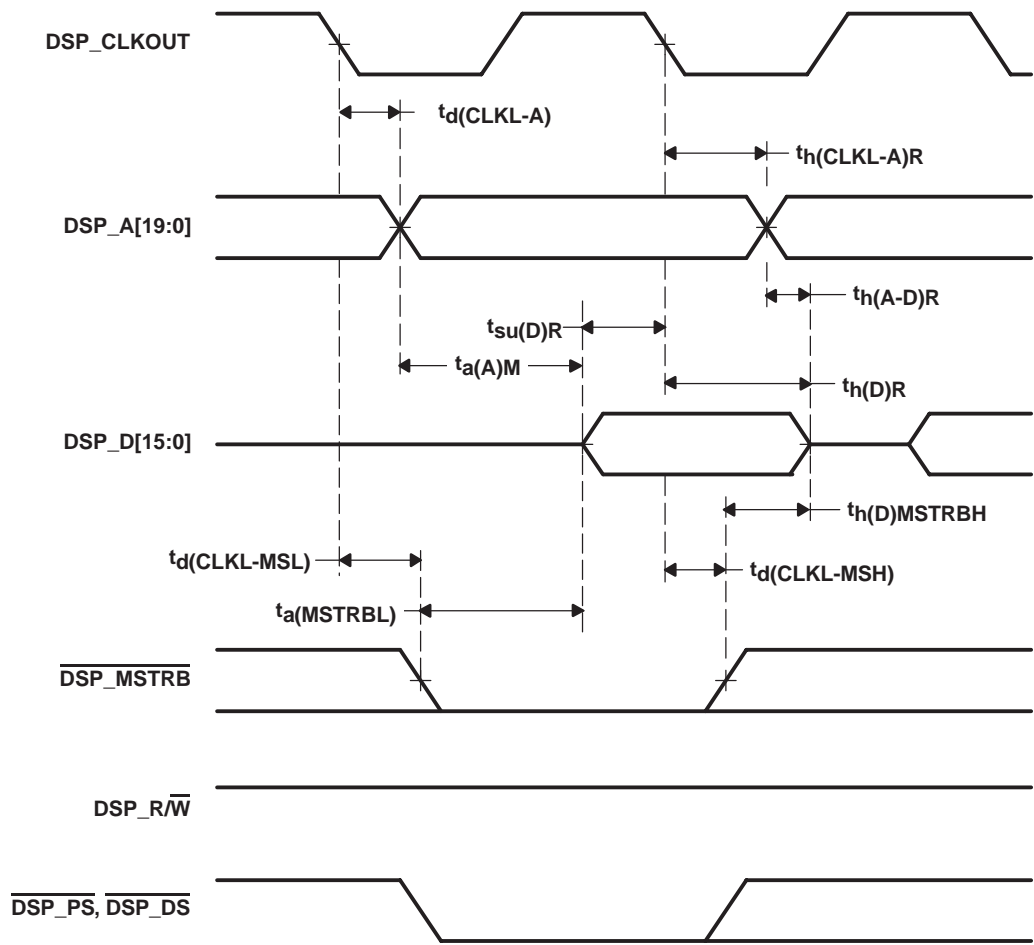 DSP_CLKOUT
td(CLKL-A)
th(CLKL-A)R
DSP_A[19:0]
th(A-D)R
tsu(D)R
ta(A)M
th(D)R
DSP_D[15:0]
th(D)MSTRBH
td(CLKL-MSL)
td(CLKL-MSH)
ta(MSTRBL)
DSP_MSTRB
DSP_R/W
DSP_PS, DSP_DS